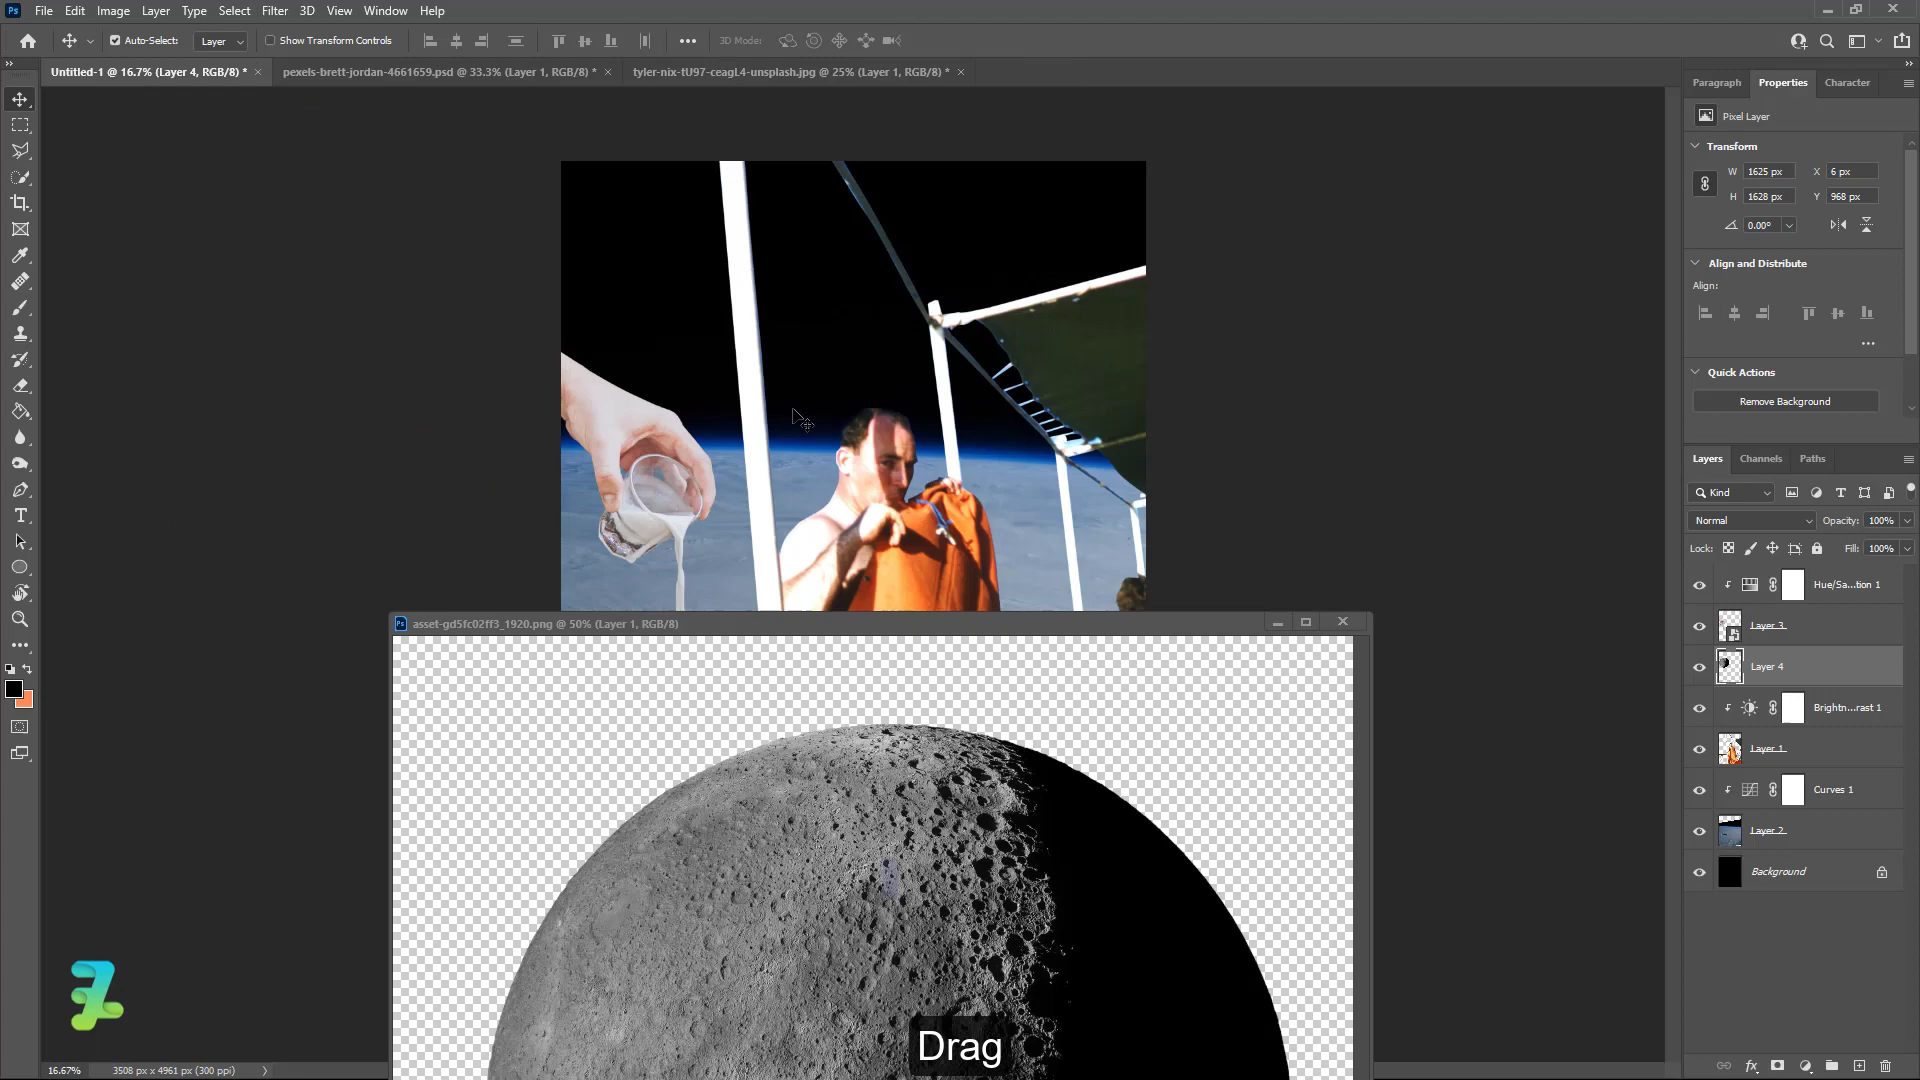 Ps File Edit Image Layer Type Select Filter 3D View Window Help
Auto-Select: Layer Show Transform Controls 3D Mode:
Untitled-1 @ 16.7% (Layer 4, RGB/8) * × pexels-brett-jordan-4661659.psd @ 33.3% (Layer 1, RGB/8) * × tyler-nix-tU97-ceagL4-unsplash.jpg @ 25% (Layer 1, RGB/8) * ×
Paragraph Properties Character
Pixel Layer
Transform
W 1625 px X 6 px
H 1628 px Y 968 px
0.00°
Align and Distribute
Align:
Quick Actions
Remove Background
Layers Channels Paths
Kind
Normal Opacity: 100%
Lock: Fill: 100%
Hue/Sa...tion 1
Layer 3
Layer 4
Brightn...rast 1
Layer 1
Curves 1
Layer 2
Background
Ps asset-gd5fc02ff3_1920.png @ 50% (Layer 1, RGB/8)
Drag
16.67% 3508 px x 4961 px (300 ppi)